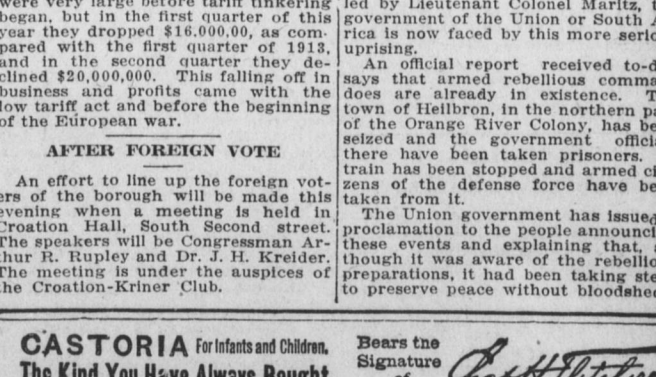 were very large before tariff tinkering
began, but in the first quarter of this
year they dropped $16.000,00, as com-
pared with the first quarter of 1913,
and in the second quarter they de-
clined $20,000,000. This falling off in
business and profits came with the
low tariff act and before the beginning
of the European war.
AFTER FOREIGN VOTE
An effort to line up the foreign vot-
ers of the borough will be made this
evening when a meeting is held in
Croation Hall, South Second street.
The speakers will be Congressman Ar-
thur R. Rupley and Dr. J. H. Kreider.
The meeting is under the auspices of
the Croation-Kriner Club.
led by Lieutenant Colonel Maritz, t
government of the Union or South A
rica is now faced by this more serio
uprising.
An official report received to-d
says that armed rebellious comma
does are already in existence. T
town of Heilbron, in the northern pa
of the Orange River Colony, has be
seized and the government officia
there have been taken prisoners.
train has been stopped and armed ci
zens of the defense force have be
taken from it.
The Union government has issued
proclamation to the people announci
these events and explaining that, a
though it was aware of the rebellio
preparations, it had been taking ste
to preserve peace without bloodshed
CASTORIA For Infants and Children.
The Kind You Have Always Bought
Bears the
Signature